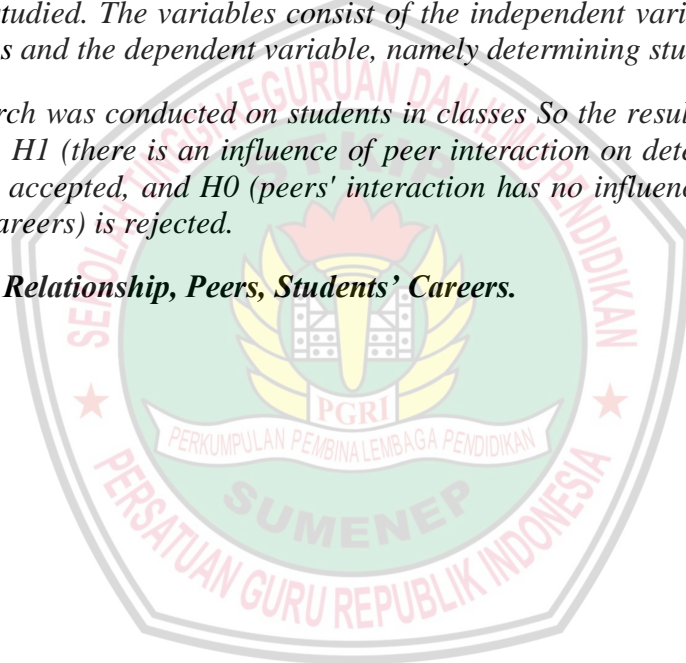 studied. The variables consist of the independent vari
s and the dependent variable, namely determining stu
rch was conducted on students in classes So the resul
H1 (there is an influence of peer interaction on det
accepted, and H0 (peers' interaction has no influenc
areers) is rejected.
Relationship, Peers, Students’ Careers.
SEKOLAH TINGGI KEGURUAN DAN ILMU PENDIDIKAN
STKIP
PGRI
PERKUMPULAN PEMBINA LEMBAGA PENDIDIKAN
SUMENEP
PERSATUAN GURU REPUBLIK INDONESIA